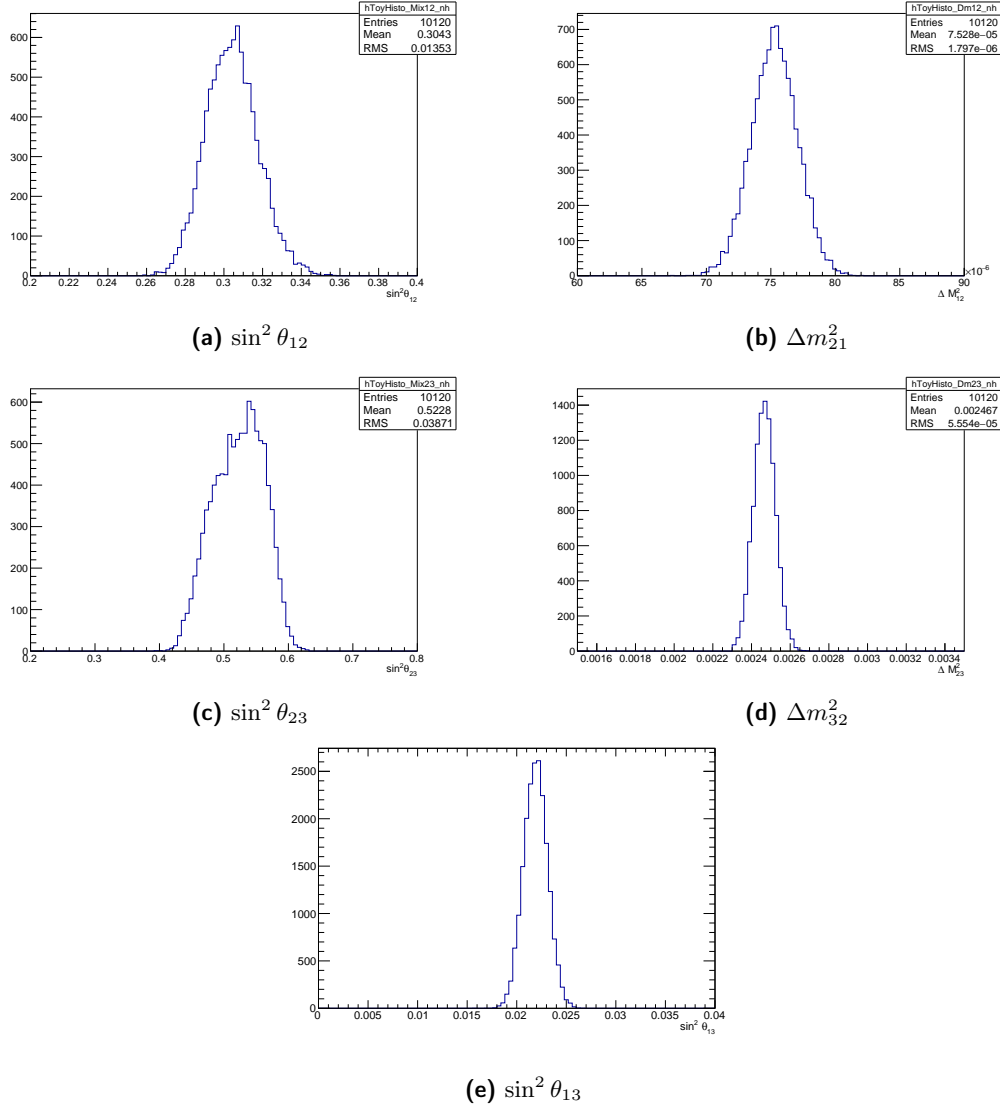 hToyHisto_Mix12_nh
Entries 10120
Mean 0.3043
RMS 0.01353
600
500
400
300
200
100
0
0.2 0.22 0.24 0.26 0.28 0.3 0.32 0.34 0.36 0.38 0.4
sin²θ₁₂
(a) sin² θ₁₂
hToyHisto_Dm12_nh
Entries 10120
Mean 7.528e−05
RMS 1.797e−06
700
600
500
400
300
200
100
0
60 65 70 75 80 85 90
×10⁻⁶
Δ M²₁₂
(b) Δm²₂₁
hToyHisto_Mix23_nh
Entries 10120
Mean 0.5228
RMS 0.03871
600
500
400
300
200
100
0
0.2 0.3 0.4 0.5 0.6 0.7 0.8
sin²θ₂₃
(c) sin² θ₂₃
hToyHisto_Dm23_nh
Entries 10120
Mean 0.002467
RMS 5.554e−05
1400
1200
1000
800
600
400
200
0
0.0016 0.0018 0.002 0.0022 0.0024 0.0026 0.0028 0.003 0.0032 0.0034
Δ M²₂₃
(d) Δm²₃₂
2500
2000
1500
1000
500
0
0 0.005 0.01 0.015 0.02 0.025 0.03 0.035 0.04
sin² θ₁₃
(e) sin² θ₁₃